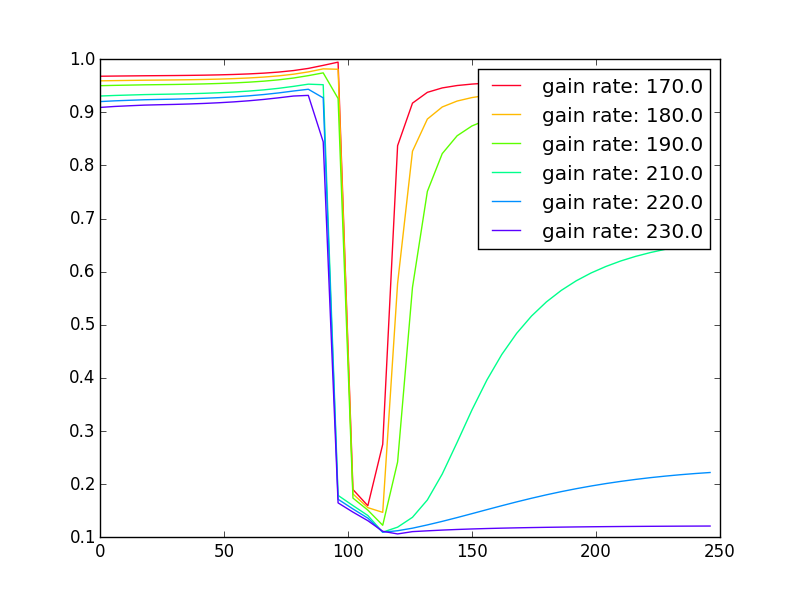 1.0
0.9
0.8
0.7
0.6
0.5
0.4
0.3
0.2
0.1
0 50 100 150 200 250
gain rate: 170.0
gain rate: 180.0
gain rate: 190.0
gain rate: 210.0
gain rate: 220.0
gain rate: 230.0